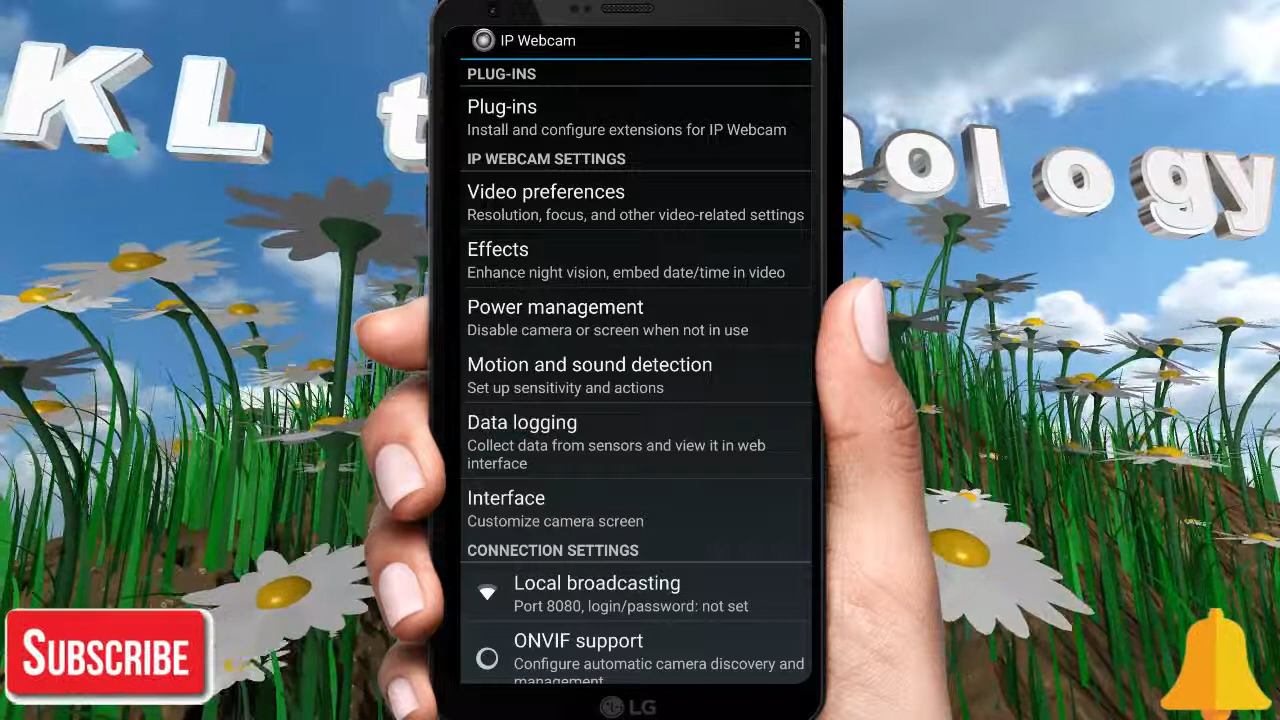 K L t
ology
IP Webcam
PLUG-INS
Plug-ins
Install and configure extensions for IP Webcam
IP WEBCAM SETTINGS
Video preferences
Resolution, focus, and other video-related settings
Effects
Enhance night vision, embed date/time in video
Power management
Disable camera or screen when not in use
Motion and sound detection
Set up sensitivity and actions
Data logging
Collect data from sensors and view it in web
interface
Interface
Customize camera screen
CONNECTION SETTINGS
Local broadcasting
Port 8080, login/password: not set
ONVIF support
Configure automatic camera discovery and
management
LG
SUBSCRIBE